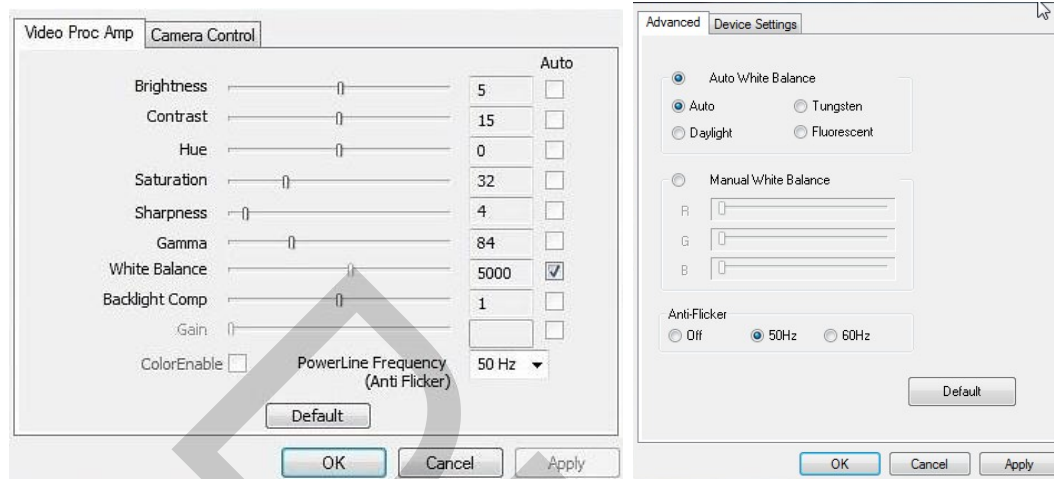 Video Proc Amp Camera Control
Auto
Brightness 5
Contrast 15
Hue 0
Saturation 32
Sharpness 4
Gamma 84
White Balance 5000
Backlight Comp 1
Gain
ColorEnable PowerLine Frequency 50 Hz
(Anti Flicker)
Default
OK Cancel Apply
Advanced Device Settings
Auto White Balance
Auto Tungsten
Daylight Fluorescent
Manual White Balance
R
G
B
Anti-Flicker
Off 50Hz 60Hz
Default
OK Cancel Apply